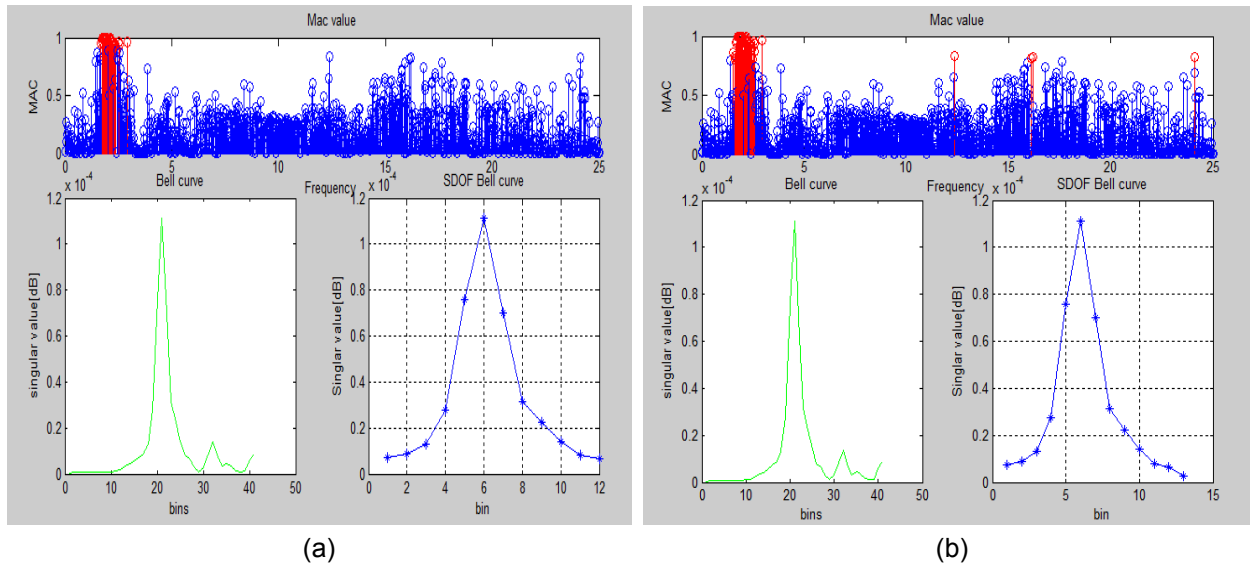 Mac value
MAC
1
0.5
0
0 5 10 15 20 25
Frequency
x 10^-4
Bell curve
1.2
1
0.8
0.6
0.4
0.2
0
singular value[dB]
0 10 20 30 40 50
bins
x 10^-4
SDOF Bell curve
1.2
1
0.8
0.6
0.4
0.2
0
Singlar value[dB]
0 2 4 6 8 10 12
bin
(a)
Mac value
MAC
1
0.5
0
0 5 10 15 20 25
Frequency
x 10^-4
Bell curve
1.2
1
0.8
0.6
0.4
0.2
0
singular value[dB]
0 10 20 30 40 50
bins
x 10^-4
SDOF Bell curve
1.2
1
0.8
0.6
0.4
0.2
0
Singlar value[dB]
0 5 10 15
bin
(b)